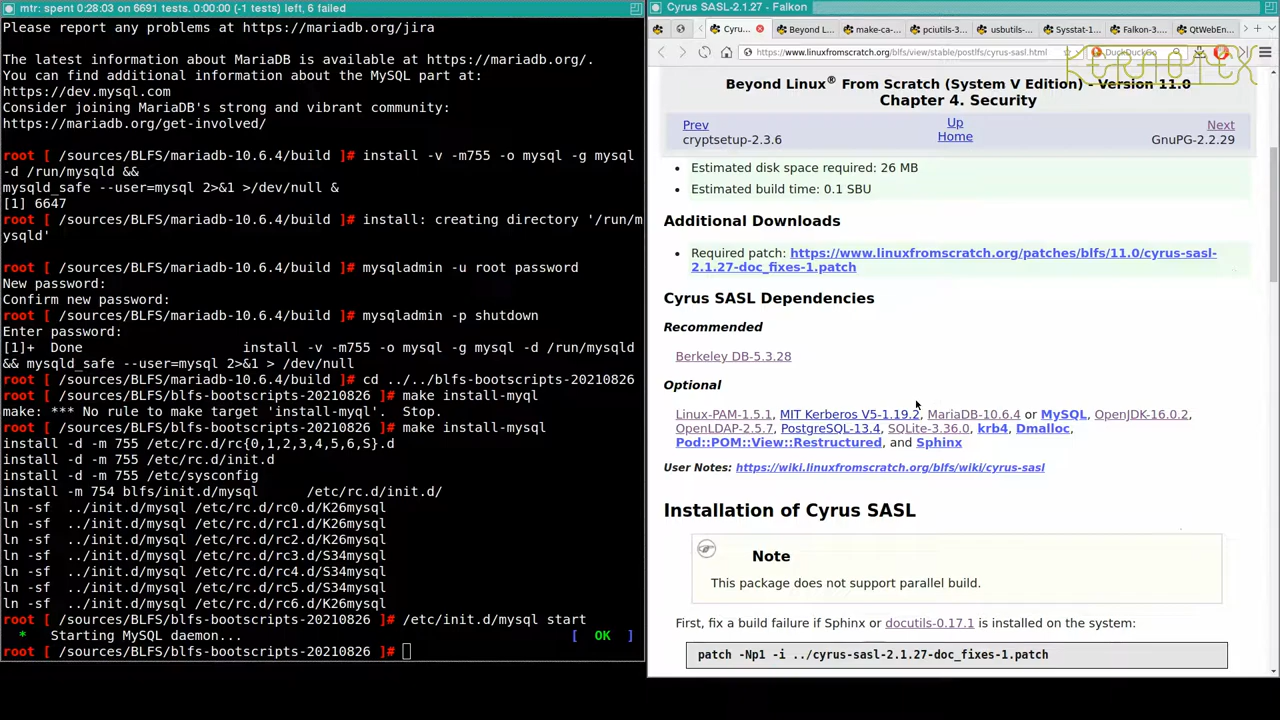 mtr: spent 0:28:03 on 6691 tests. 0:00:00 (-1 tests) left, 6 failed
Please report any problems at https://mariadb.org/jira
The latest information about MariaDB is available at https://mariadb.org/.
You can find additional information about the MySQL part at:
https://dev.mysql.com
Consider joining MariaDB's strong and vibrant community:
https://mariadb.org/get-involved/
root [ /sources/BLFS/mariadb-10.6.4/build ]# install -v -m755 -o mysql -g mysql
-d /run/mysqld &&
mysqld_safe --user=mysql 2>&1 >/dev/null &
[1] 6647
root [ /sources/BLFS/mariadb-10.6.4/build ]# install: creating directory '/run/m
ysqld'
root [ /sources/BLFS/mariadb-10.6.4/build ]# mysqladmin -u root password
New password:
Confirm new password:
root [ /sources/BLFS/mariadb-10.6.4/build ]# mysqladmin -p shutdown
Enter password:
[1]+  Done                    install -v -m755 -o mysql -g mysql -d /run/mysqld
&& mysqld_safe --user=mysql 2>&1 > /dev/null
root [ /sources/BLFS/mariadb-10.6.4/build ]# cd ../../blfs-bootscripts-20210826
root [ /sources/BLFS/blfs-bootscripts-20210826 ]# make install-myql
make: *** No rule to make target 'install-myql'.  Stop.
root [ /sources/BLFS/blfs-bootscripts-20210826 ]# make install-mysql
install -d -m 755 /etc/rc.d/rc{0,1,2,3,4,5,6,S}.d
install -d -m 755 /etc/rc.d/init.d
install -d -m 755 /etc/sysconfig
install -m 754 blfs/init.d/mysql      /etc/rc.d/init.d/
ln -sf  ../init.d/mysql /etc/rc.d/rc0.d/K26mysql
ln -sf  ../init.d/mysql /etc/rc.d/rc1.d/K26mysql
ln -sf  ../init.d/mysql /etc/rc.d/rc2.d/K26mysql
ln -sf  ../init.d/mysql /etc/rc.d/rc3.d/S34mysql
ln -sf  ../init.d/mysql /etc/rc.d/rc4.d/S34mysql
ln -sf  ../init.d/mysql /etc/rc.d/rc5.d/S34mysql
ln -sf  ../init.d/mysql /etc/rc.d/rc6.d/K26mysql
root [ /sources/BLFS/blfs-bootscripts-20210826 ]# /etc/init.d/mysql start
*   Starting MySQL daemon...                                          [  OK  ]
root [ /sources/BLFS/blfs-bootscripts-20210826 ]#
Cyrus SASL-2.1.27 - Falkon
Cyru… Beyond L… make-ca-… pciutils-3… usbutils-… Sysstat-1… Falkon-3.… QtWebEn…
https://www.linuxfromscratch.org/blfs/view/stable/postlfs/cyrus-sasl.html DuckDuckGo
KERNOTEX
Beyond Linux® From Scratch (System V Edition) - Version 11.0
Chapter 4. Security
Prev Up Next
cryptsetup-2.3.6 Home GnuPG-2.2.29
• Estimated disk space required: 26 MB
• Estimated build time: 0.1 SBU
Additional Downloads
• Required patch: https://www.linuxfromscratch.org/patches/blfs/11.0/cyrus-sasl-
2.1.27-doc_fixes-1.patch
Cyrus SASL Dependencies
Recommended
Berkeley DB-5.3.28
Optional
Linux-PAM-1.5.1, MIT Kerberos V5-1.19.2, MariaDB-10.6.4 or MySQL, OpenJDK-16.0.2,
OpenLDAP-2.5.7, PostgreSQL-13.4, SQLite-3.36.0, krb4, Dmalloc,
Pod::POM::View::Restructured, and Sphinx
User Notes: https://wiki.linuxfromscratch.org/blfs/wiki/cyrus-sasl
Installation of Cyrus SASL
Note
This package does not support parallel build.
First, fix a build failure if Sphinx or docutils-0.17.1 is installed on the system:
patch -Np1 -i ../cyrus-sasl-2.1.27-doc_fixes-1.patch